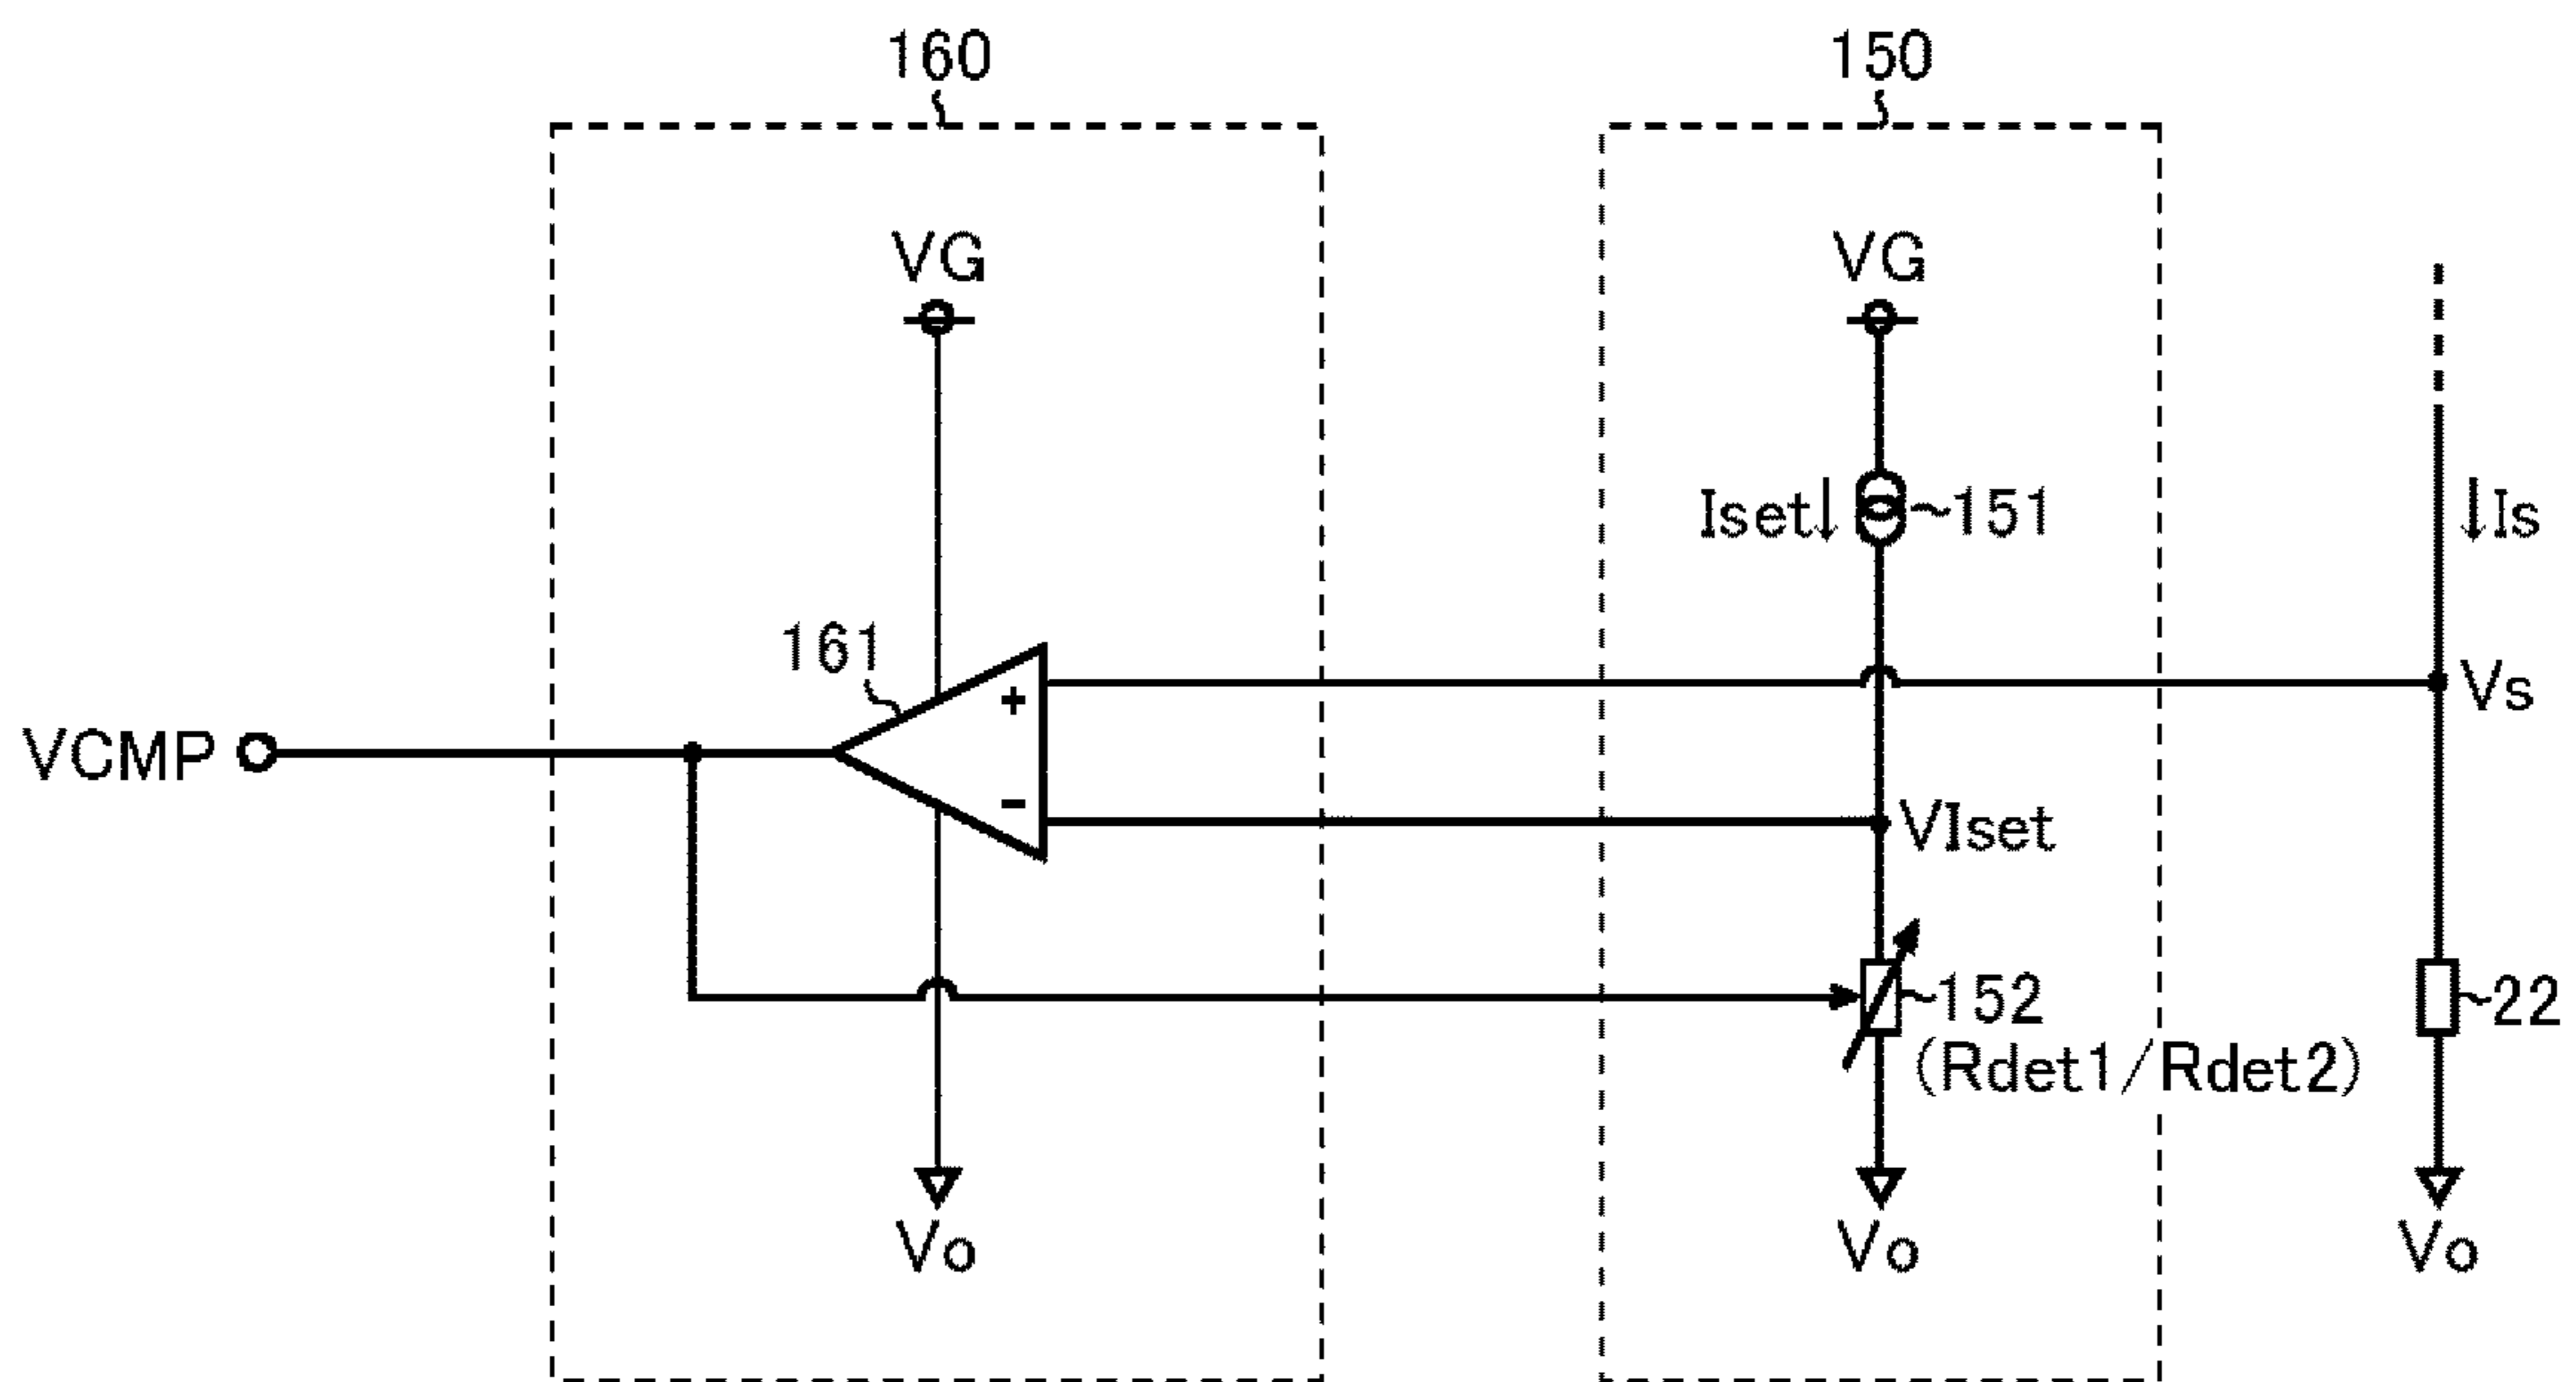 160
150
VG
VG
Iset
151
Is
161
+
Vs
VCMP
-
VIset
152
22
(Rdet1/Rdet2)
Vo
Vo
Vo